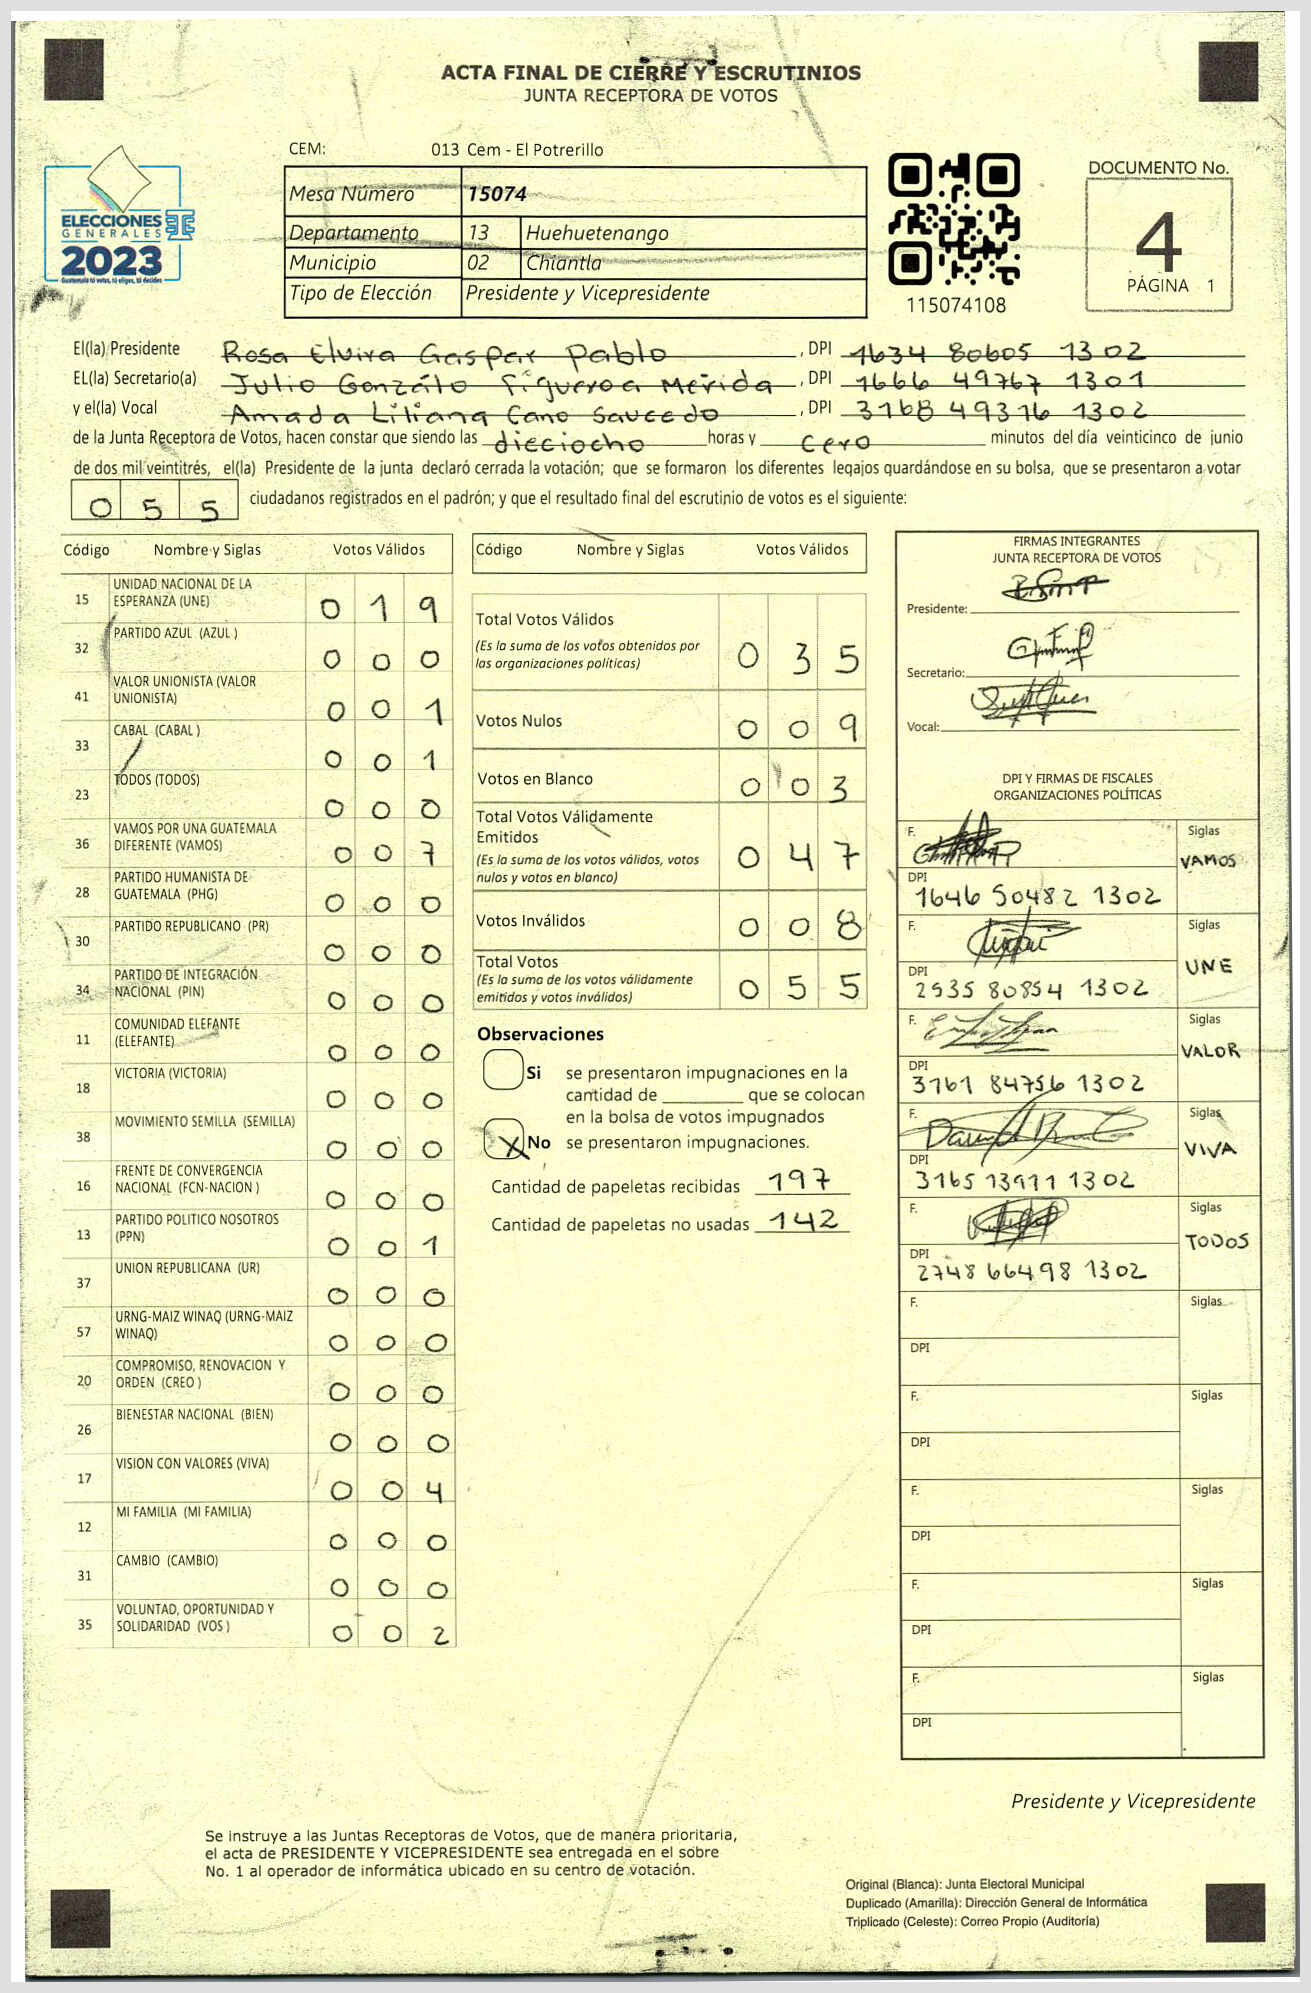 ACTA FINAL DE CIERRE Y ESCRUTINIOS
JUNTA RECEPTORA DE VOTOS
CEM: 013 Cem - El Potrerillo
Mesa Número 15074
Departamento 13 Huehuetenango
Municipio 02 Chiantla
Tipo de Elección Presidente y Vicepresidente
ELECCIONES
GENERALES
2023
Guatemala tú votas, tú eliges, tú decides
115074108
DOCUMENTO No.
4
PÁGINA 1
El(la) Presidente Rosa Elvira Gaspar Pablo, DPI 1634 80605 1302
EL(la) Secretario(a) Julio Gonzálo Figueroa Merida, DPI 1666 49767 1301
y el(la) Vocal Amada Liliana Cano Saucedo, DPI 3168 49316 1302
de la Junta Receptora de Votos, hacen constar que siendo las dieciocho horas y cero minutos del día veinticinco de junio
de dos mil veintitrés, el(la) Presidente de la junta declaró cerrada la votación; que se formaron los diferentes legajos guardándose en su bolsa, que se presentaron a votar
055 ciudadanos registrados en el padrón; y que el resultado final del escrutinio de votos es el siguiente:
Código Nombre y Siglas Votos Válidos
15 UNIDAD NACIONAL DE LA
ESPERANZA (UNE) 0 1 9
32 PARTIDO AZUL (AZUL ) 0 0 0
41 VALOR UNIONISTA (VALOR
UNIONISTA) 0 0 1
33 CABAL (CABAL ) 0 0 1
23 TODOS (TODOS) 0 0 0
36 VAMOS POR UNA GUATEMALA
DIFERENTE (VAMOS) 0 0 7
28 PARTIDO HUMANISTA DE
GUATEMALA (PHG) 0 0 0
30 PARTIDO REPUBLICANO (PR) 0 0 0
34 PARTIDO DE INTEGRACIÓN
NACIONAL (PIN) 0 0 0
11 COMUNIDAD ELEFANTE
(ELEFANTE) 0 0 0
18 VICTORIA (VICTORIA) 0 0 0
38 MOVIMIENTO SEMILLA (SEMILLA) 0 0 0
16 FRENTE DE CONVERGENCIA
NACIONAL (FCN-NACION ) 0 0 0
13 PARTIDO POLITICO NOSOTROS
(PPN) 0 0 1
37 UNION REPUBLICANA (UR) 0 0 0
57 URNG-MAIZ WINAQ (URNG-MAIZ
WINAQ) 0 0 0
20 COMPROMISO, RENOVACION Y
ORDEN (CREO ) 0 0 0
26 BIENESTAR NACIONAL (BIEN) 0 0 0
17 VISION CON VALORES (VIVA) 0 0 4
12 MI FAMILIA (MI FAMILIA) 0 0 0
31 CAMBIO (CAMBIO) 0 0 0
35 VOLUNTAD, OPORTUNIDAD Y
SOLIDARIDAD (VOS ) 0 0 2
Código Nombre y Siglas Votos Válidos
Total Votos Válidos
(Es la suma de los votos obtenidos por
las organizaciones políticas) 0 3 5
Votos Nulos 0 0 9
Votos en Blanco 0 0 3
Total Votos Válidamente
Emitidos
(Es la suma de los votos válidos, votos
nulos y votos en blanco) 0 4 7
Votos Inválidos 0 0 8
Total Votos
(Es la suma de los votos válidamente
emitidos y votos inválidos) 0 5 5
Observaciones
Si se presentaron impugnaciones en la
cantidad de ________ que se colocan
en la bolsa de votos impugnados
X No se presentaron impugnaciones.
Cantidad de papeletas recibidas 197
Cantidad de papeletas no usadas 142
FIRMAS INTEGRANTES
JUNTA RECEPTORA DE VOTOS
Presidente:
Secretario:
Vocal:
DPI Y FIRMAS DE FISCALES
ORGANIZACIONES POLÍTICAS
F. Siglas
VAMOS
DPI
1646 50482 1302
F. Siglas
UNE
DPI
2535 80854 1302
F. Siglas
VALOR
DPI
3161 84756 1302
F. Siglas
VIVA
DPI
3165 13911 1302
F. Siglas
TODOS
DPI
2748 66498 1302
F. Siglas
DPI
F. Siglas
DPI
F. Siglas
DPI
F. Siglas
DPI
F. Siglas
DPI
Presidente y Vicepresidente
Se instruye a las Juntas Receptoras de Votos, que de manera prioritaria,
el acta de PRESIDENTE Y VICEPRESIDENTE sea entregada en el sobre
No. 1 al operador de informática ubicado en su centro de votación.
Original (Blanca): Junta Electoral Municipal
Duplicado (Amarilla): Dirección General de Informática
Triplicado (Celeste): Correo Propio (Auditoría)